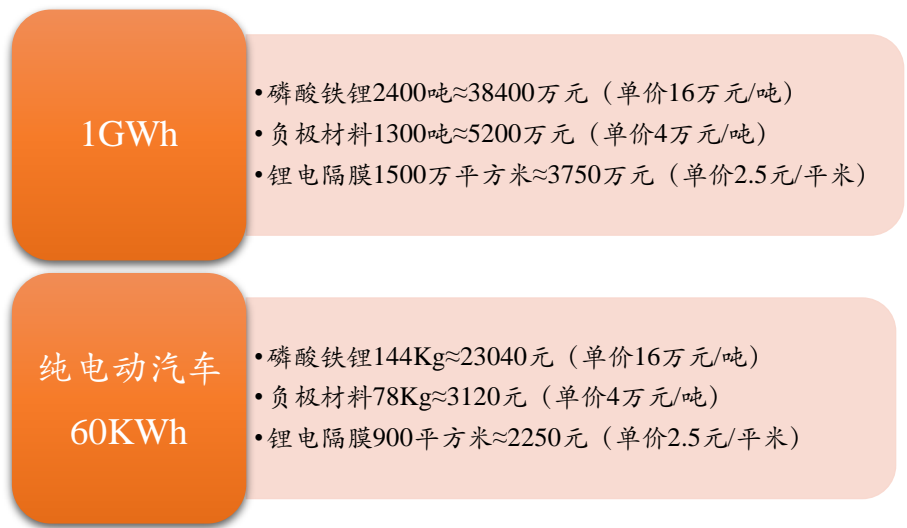 1GWh
•磷酸铁锂2400吨≈38400万元（单价16万元/吨）
•负极材料1300吨≈5200万元（单价4万元/吨）
•锂电隔膜1500万平方米≈3750万元（单价2.5元/平米）
纯电动汽车
60KWh
•磷酸铁锂144Kg≈23040元（单价16万元/吨）
•负极材料78Kg≈3120元（单价4万元/吨）
•锂电隔膜900平方米≈2250元（单价2.5元/平米）